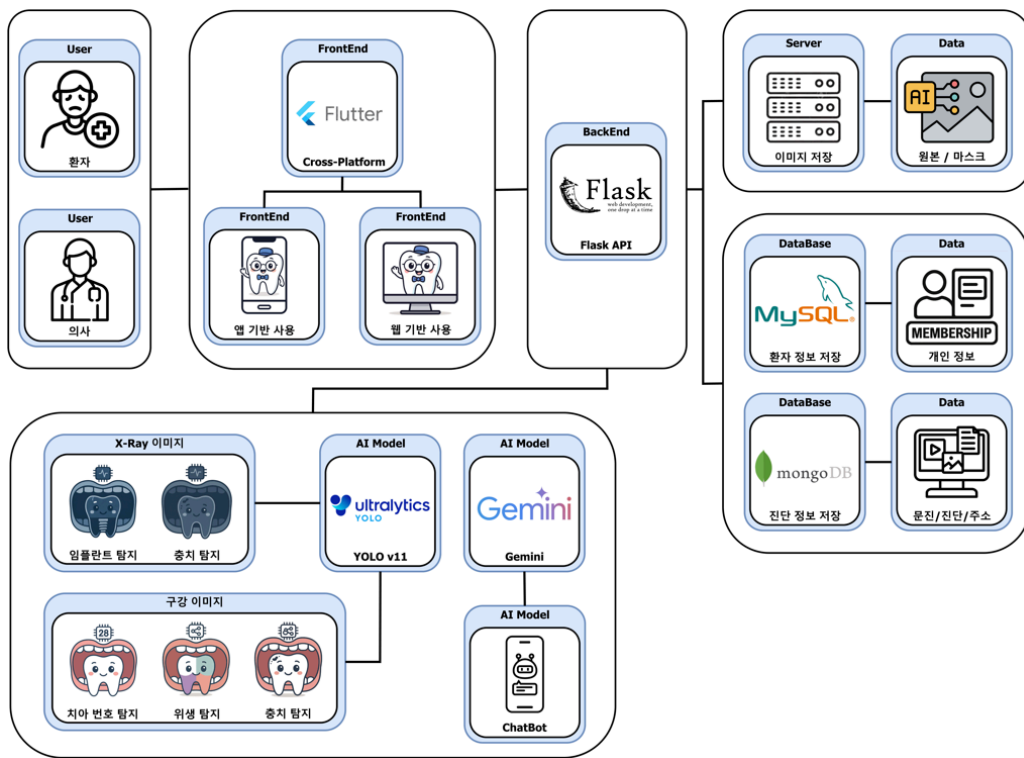 User
환자
User
의사
FrontEnd
Flutter
Cross-Platform
FrontEnd
앱 기반 사용
FrontEnd
웹 기반 사용
BackEnd
Flask
web development,
one drop at a time
Flask API
Server
이미지 저장
Data
AI
원본 / 마스크
DataBase
MySQL®
환자 정보 저장
Data
MEMBERSHIP
개인 정보
DataBase
mongoDB
진단 정보 저장
Data
문진/진단/주소
X-Ray 이미지
임플란트 탐지
충치 탐지
AI Model
ultralytics
YOLO
YOLO v11
AI Model
Gemini
Gemini
구강 이미지
28
치아 번호 탐지
위생 탐지
충치 탐지
AI Model
ChatBot